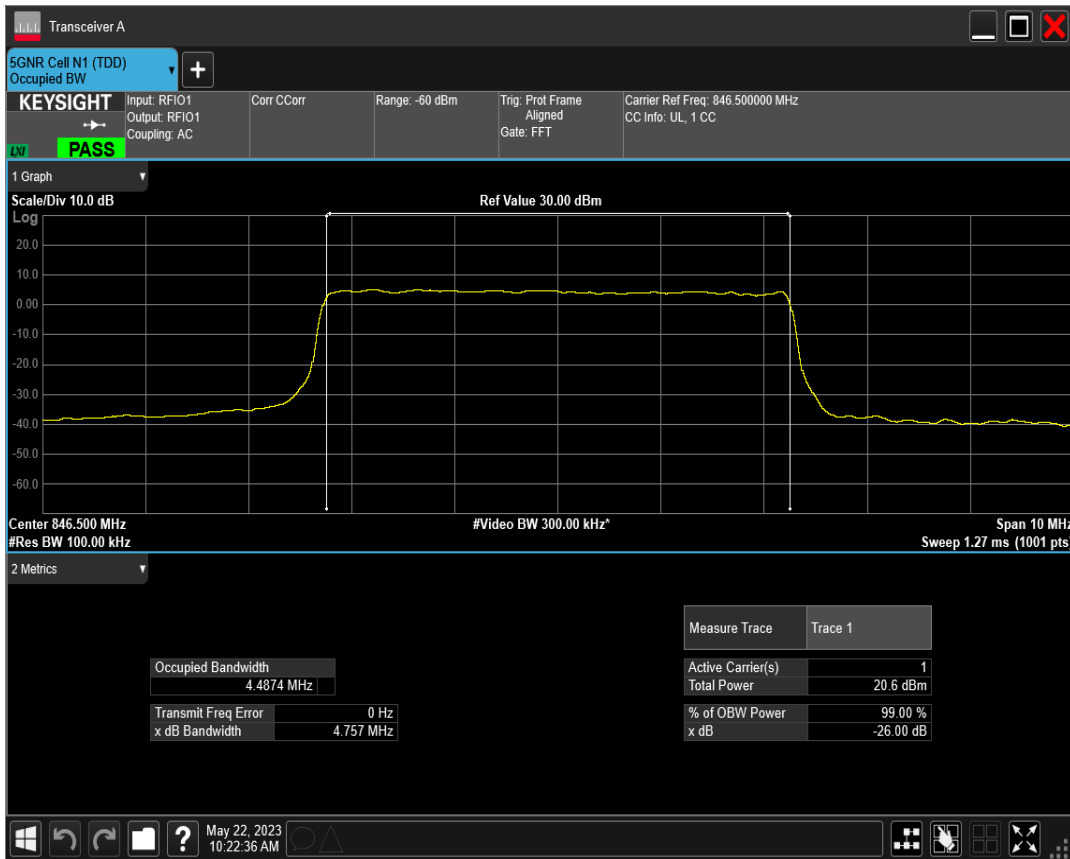 Transceiver A
5GNR Cell N1 (TDD)
Occupied BW
+
KEYSIGHT
LXI
PASS
Input: RFIO1
Output: RFIO1
Coupling: AC
Corr CCorr
Range: -60 dBm
Trig: Prot Frame
Aligned
Gate: FFT
Carrier Ref Freq: 846.500000 MHz
CC Info: UL, 1 CC
1 Graph
Scale/Div 10.0 dB
Ref Value 30.00 dBm
Log
20.0
10.0
0.00
-10.0
-20.0
-30.0
-40.0
-50.0
-60.0
Center 846.500 MHz
#Video BW 300.00 kHz*
Span 10 MHz
#Res BW 100.00 kHz
Sweep 1.27 ms (1001 pts)
2 Metrics
Measure Trace
Trace 1
Occupied Bandwidth
4.4874 MHz
Active Carrier(s)
1
Total Power
20.6 dBm
Transmit Freq Error
0 Hz
x dB Bandwidth
4.757 MHz
% of OBW Power
99.00 %
x dB
-26.00 dB
?
May 22, 2023
10:22:36 AM